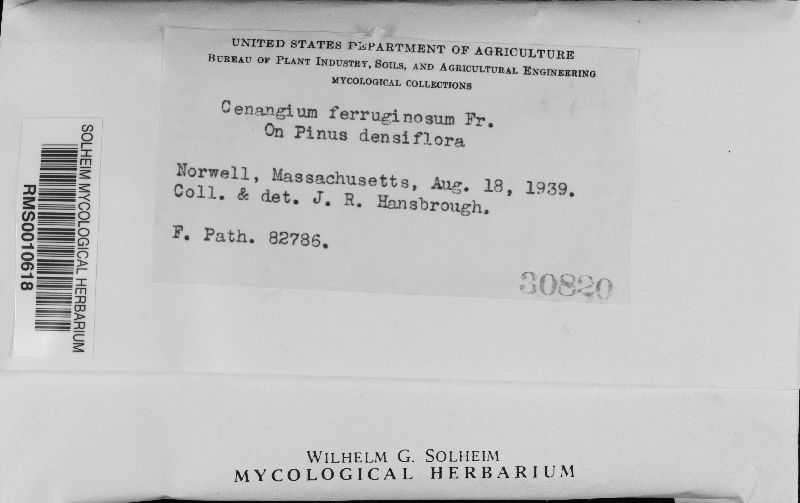 UNITED STATES DEPARTMENT OF AGRICULTURE
BUREAU OF PLANT INDUSTRY, SOILS, AND AGRICULTURAL ENGINEERING
MYCOLOGICAL COLLECTIONS
Cenangium ferruginosum Fr.
On Pinus densiflora
Norwell, Massachusetts, Aug. 18, 1939.
Coll. & det. J. R. Hansbrough.
F. Path. 82786.
30820
SOLHEIM MYCOLOGICAL HERBARIUM
RMS0010618
WILHELM G. SOLHEIM
MYCOLOGICAL HERBARIUM